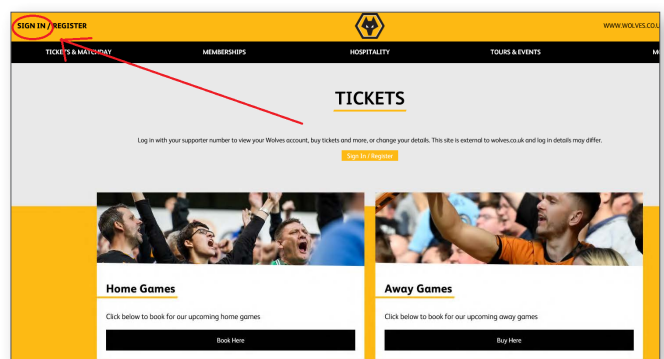 SIGN IN / REGISTER
WWW.WOLVES.CO.U
TICKETS & MATCHDAY MEMBERSHIPS HOSPITALITY TOURS & EVENTS
TICKETS
Log in with your supporter number to view your Wolves account, buy tickets and more, or change your details. This site is external to wolves.co.uk and log in details may differ.
Sign In / Register
Home Games Away Games
Click below to book for our upcoming home games Click below to book for our upcoming away games
Book Here Buy Here